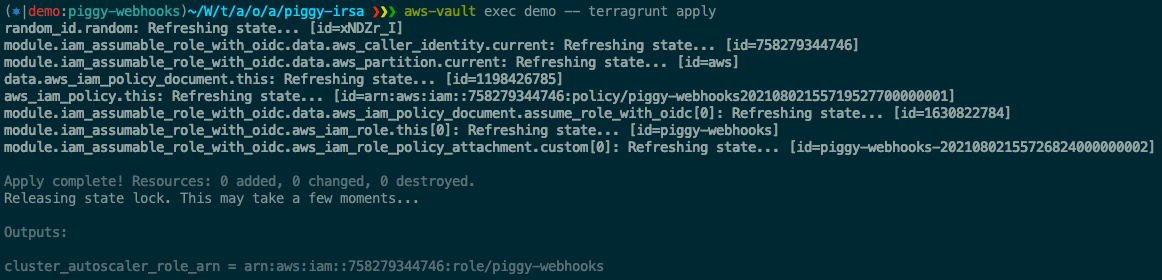 (*|demo:piggy-webhooks)~/W/t/a/o/a/piggy-irsa ❯❯❯ aws-vault exec demo -- terragrunt apply
random_id.random: Refreshing state... [id=xNDZr_I]
module.iam_assumable_role_with_oidc.data.aws_caller_identity.current: Refreshing state... [id=758279344746]
module.iam_assumable_role_with_oidc.data.aws_partition.current: Refreshing state... [id=aws]
data.aws_iam_policy_document.this: Refreshing state... [id=1198426785]
aws_iam_policy.this: Refreshing state... [id=arn:aws:iam::758279344746:policy/piggy-webhooks20210802155719527700000001]
module.iam_assumable_role_with_oidc.data.aws_iam_policy_document.assume_role_with_oidc[0]: Refreshing state... [id=1630822784]
module.iam_assumable_role_with_oidc.aws_iam_role.this[0]: Refreshing state... [id=piggy-webhooks]
module.iam_assumable_role_with_oidc.aws_iam_role_policy_attachment.custom[0]: Refreshing state... [id=piggy-webhooks-20210802155726824000000002]
Apply complete! Resources: 0 added, 0 changed, 0 destroyed.
Releasing state lock. This may take a few moments...
Outputs:
cluster_autoscaler_role_arn = arn:aws:iam::758279344746:role/piggy-webhooks